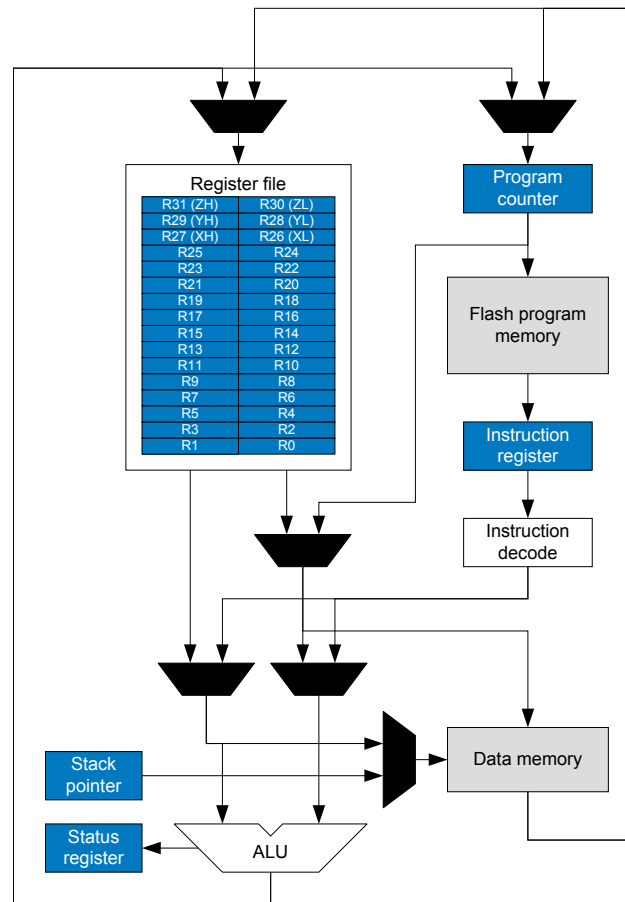 Register file
R31 (ZH) R30 (ZL)
R29 (YH) R28 (YL)
R27 (XH) R26 (XL)
R25 R24
R23 R22
R21 R20
R19 R18
R17 R16
R15 R14
R13 R12
R11 R10
R9 R8
R7 R6
R5 R4
R3 R2
R1 R0
Program
counter
Flash program
memory
Instruction
register
Instruction
decode
Stack
pointer
Data memory
Status
register
ALU